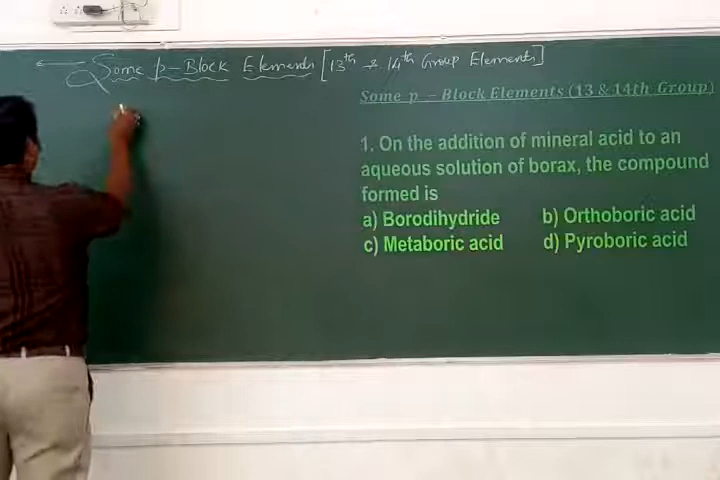 Some p-Block Elements [13th & 14th Group Elements]
Some p - Block Elements (13 & 14th Group)
1. On the addition of mineral acid to an
aqueous solution of borax, the compound
formed is
a) Borodihydride b) Orthoboric acid
c) Metaboric acid d) Pyroboric acid